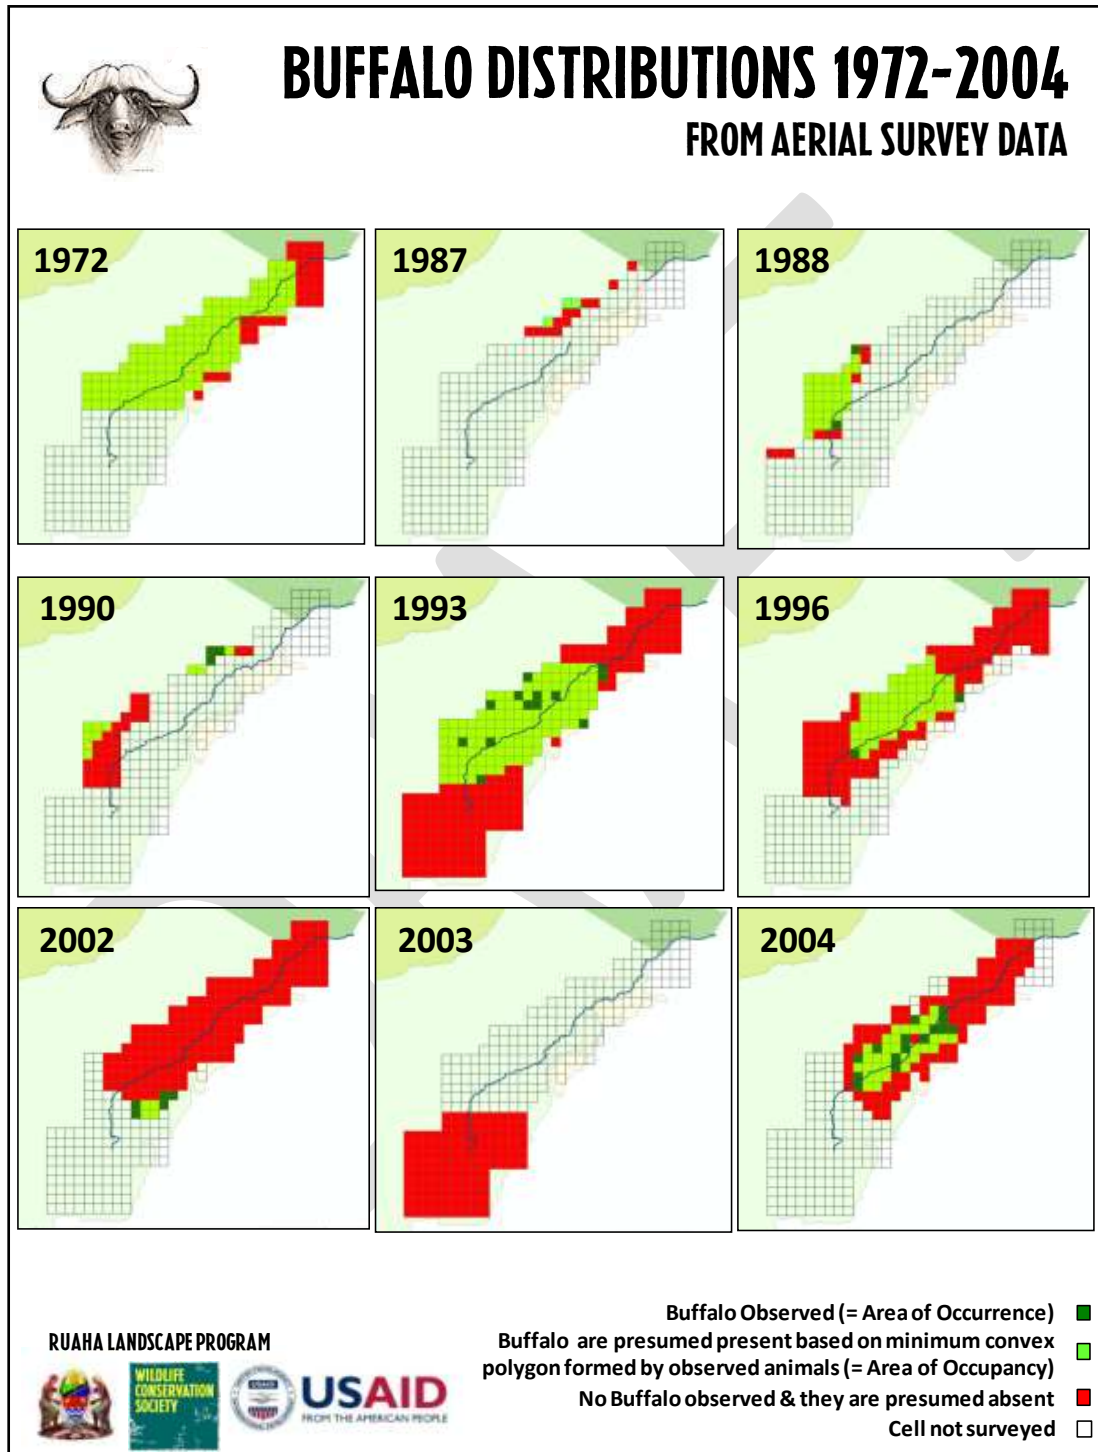 BUFFALO DISTRIBUTIONS 1972-2004
FROM AERIAL SURVEY DATA
1972
1987
1988
1990
1993
1996
2002
2003
2004
Buffalo Observed (= Area of Occurrence)
Buffalo are presumed present based on minimum convex
polygon formed by observed animals (= Area of Occupancy)
No Buffalo observed & they are presumed absent
Cell not surveyed
RUAHA LANDSCAPE PROGRAM
WILDLIFE
CONSERVATION
SOCIETY
USAID
USAID
FROM THE AMERICAN PEOPLE